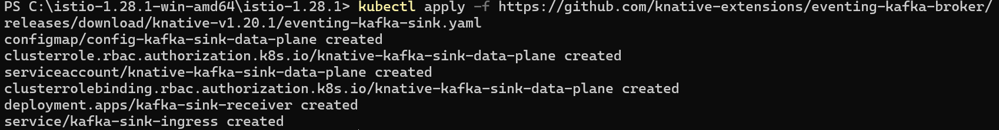 PS C:\istio-1.28.1-win-amd64\istio-1.28.1> kubectl apply -f https://github.com/knative-extensions/eventing-kafka-broker/
releases/download/knative-v1.20.1/eventing-kafka-sink.yaml
configmap/config-kafka-sink-data-plane created
clusterrole.rbac.authorization.k8s.io/knative-kafka-sink-data-plane created
serviceaccount/knative-kafka-sink-data-plane created
clusterrolebinding.rbac.authorization.k8s.io/knative-kafka-sink-data-plane created
deployment.apps/kafka-sink-receiver created
service/kafka-sink-ingress created